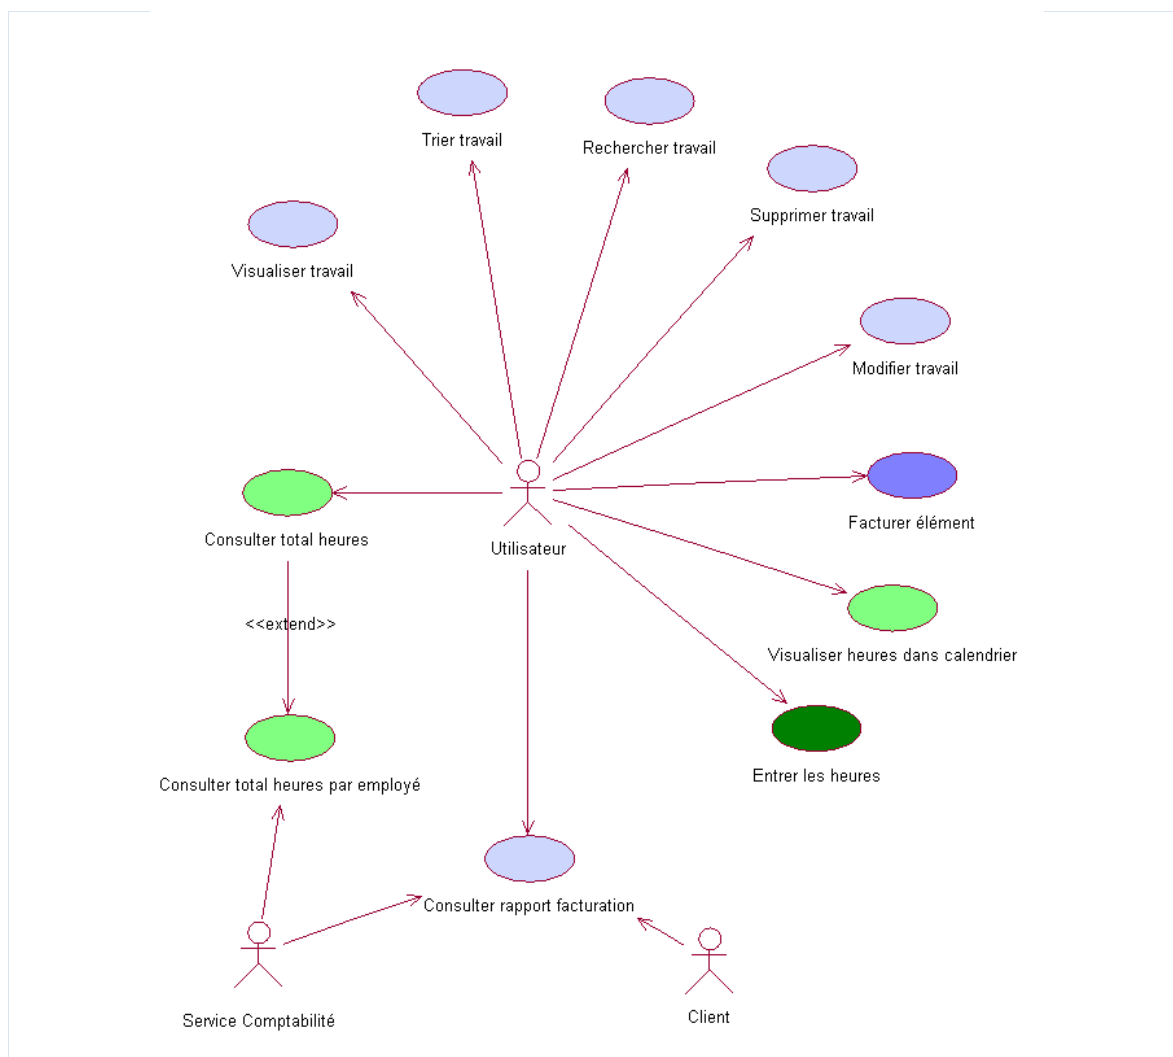 Trier travail
Rechercher travail
Supprimer travail
Visualiser travail
Modifier travail
Facturer élément
Consulter total heures
Utilisateur
<<extend>>
Visualiser heures dans calendrier
Entrer les heures
Consulter total heures par employé
Consulter rapport facturation
Service Comptabilité
Client